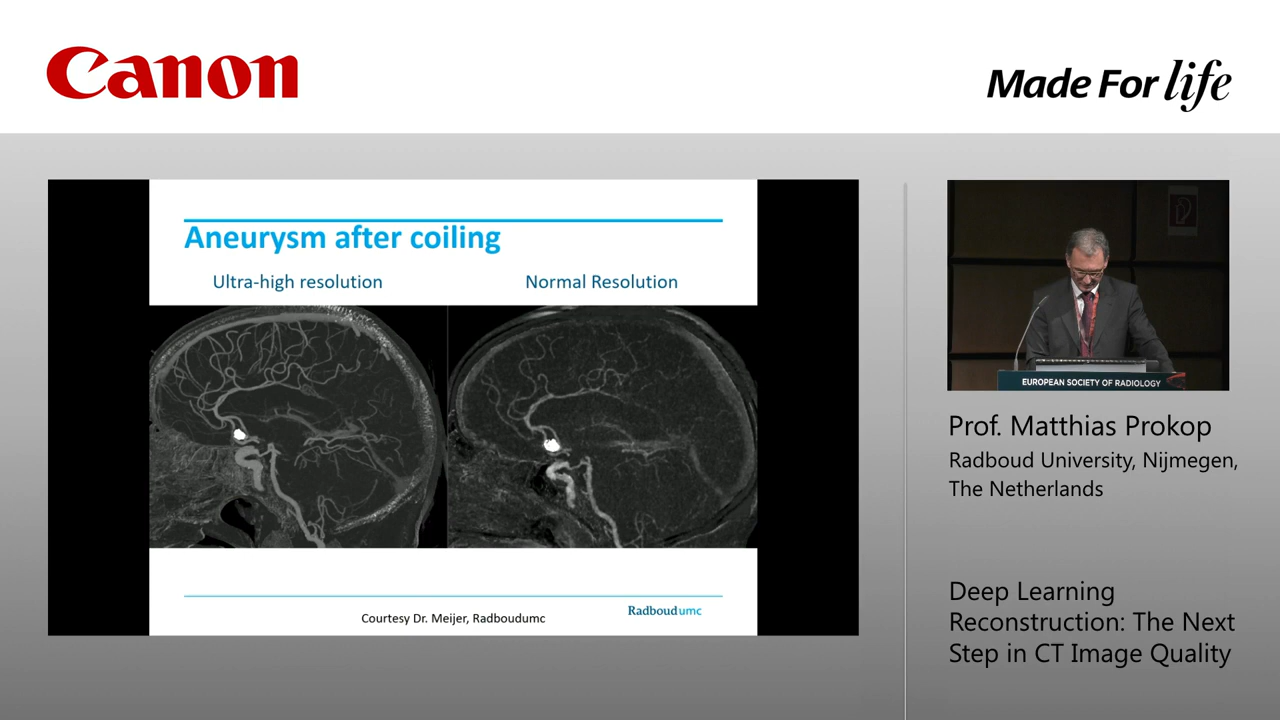 Canon
Made For life
Aneurysm after coiling
Ultra-high resolution
Normal Resolution
Courtesy Dr. Meijer, Radboudumc
Radboudumc
EUROPEAN SOCIETY OF RADIOLOGY
Prof. Matthias Prokop
Radboud University, Nijmegen,
The Netherlands
Deep Learning
Reconstruction: The Next
Step in CT Image Quality